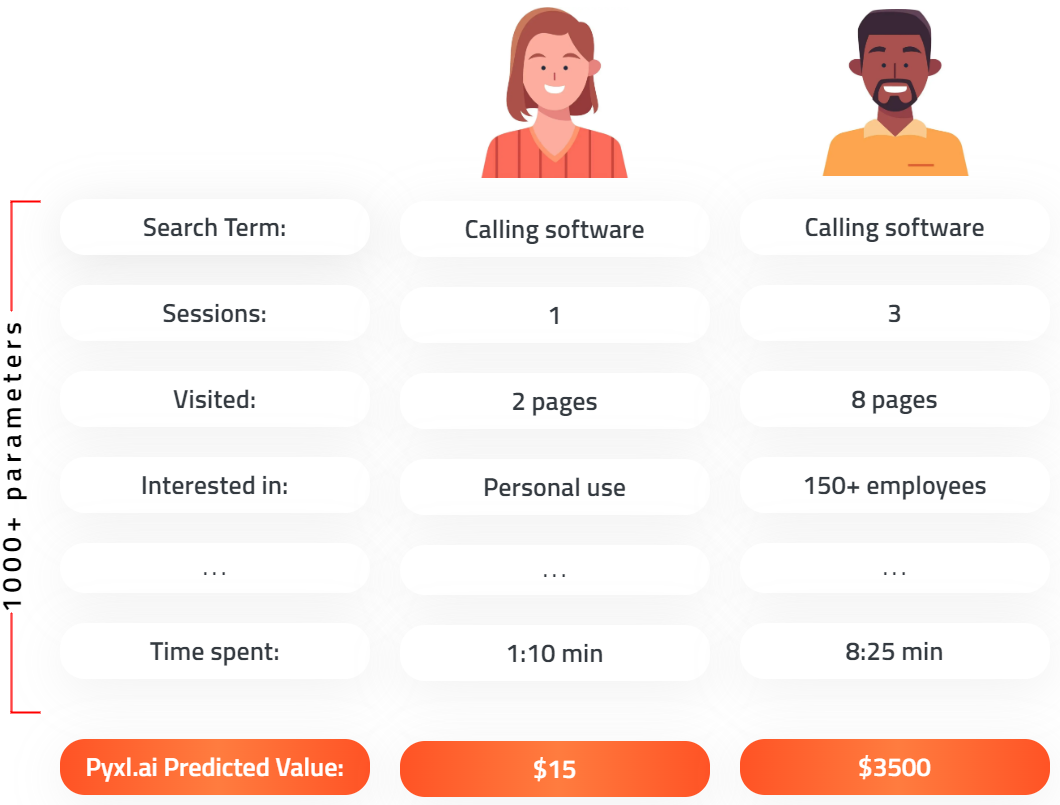 Search Term: Calling software Calling software
Sessions: 1 3
Visited: 2 pages 8 pages
Interested in: Personal use 150+ employees
... ... ...
Time spent: 1:10 min 8:25 min
1000+ parameters
Pyxl.ai Predicted Value: $15 $3500